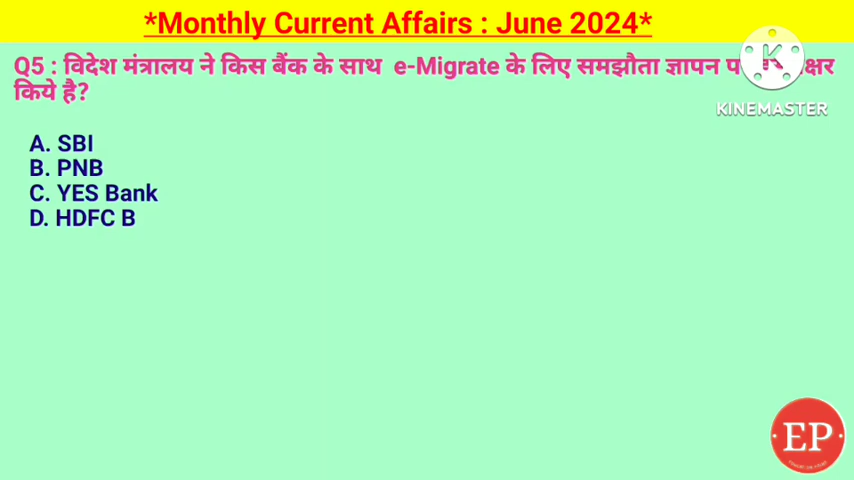 *Monthly Current Affairs : June 2024*
Q5 : विदेश मंत्रालय ने किस बैंक के साथ e-Migrate के लिए समझौता ज्ञापन
किये है?
KINEMASTER
A. SBI
B. PNB
C. YES Bank
D. HDFC B
EP